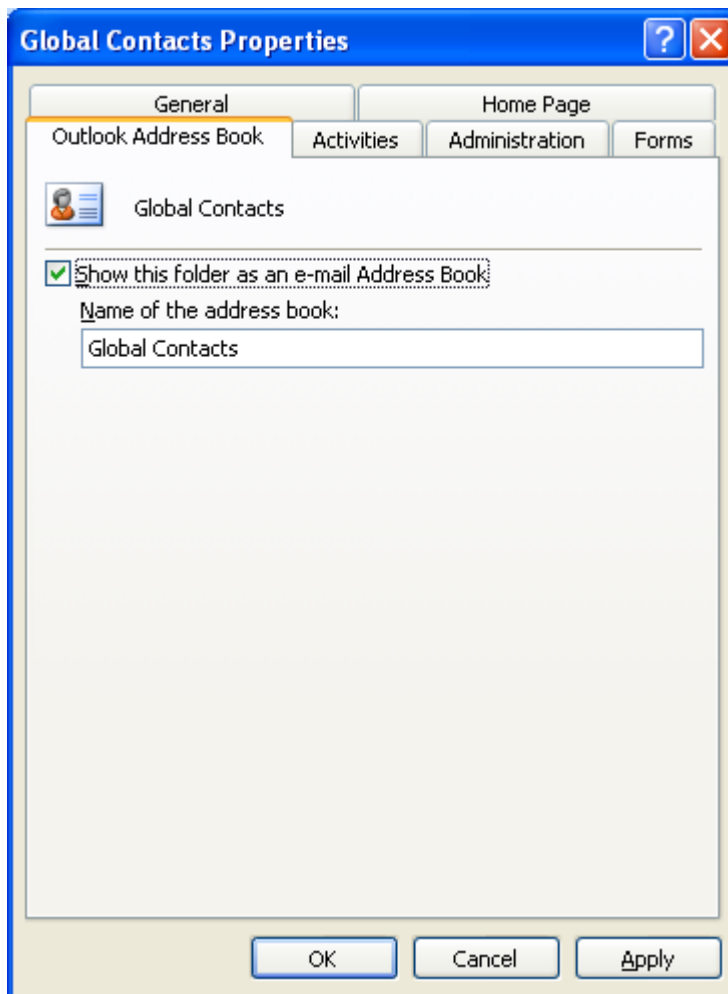 Global Contacts Properties
General Home Page
Outlook Address Book Activities Administration Forms
Global Contacts
Show this folder as an e-mail Address Book
Name of the address book:
Global Contacts
OK Cancel Apply